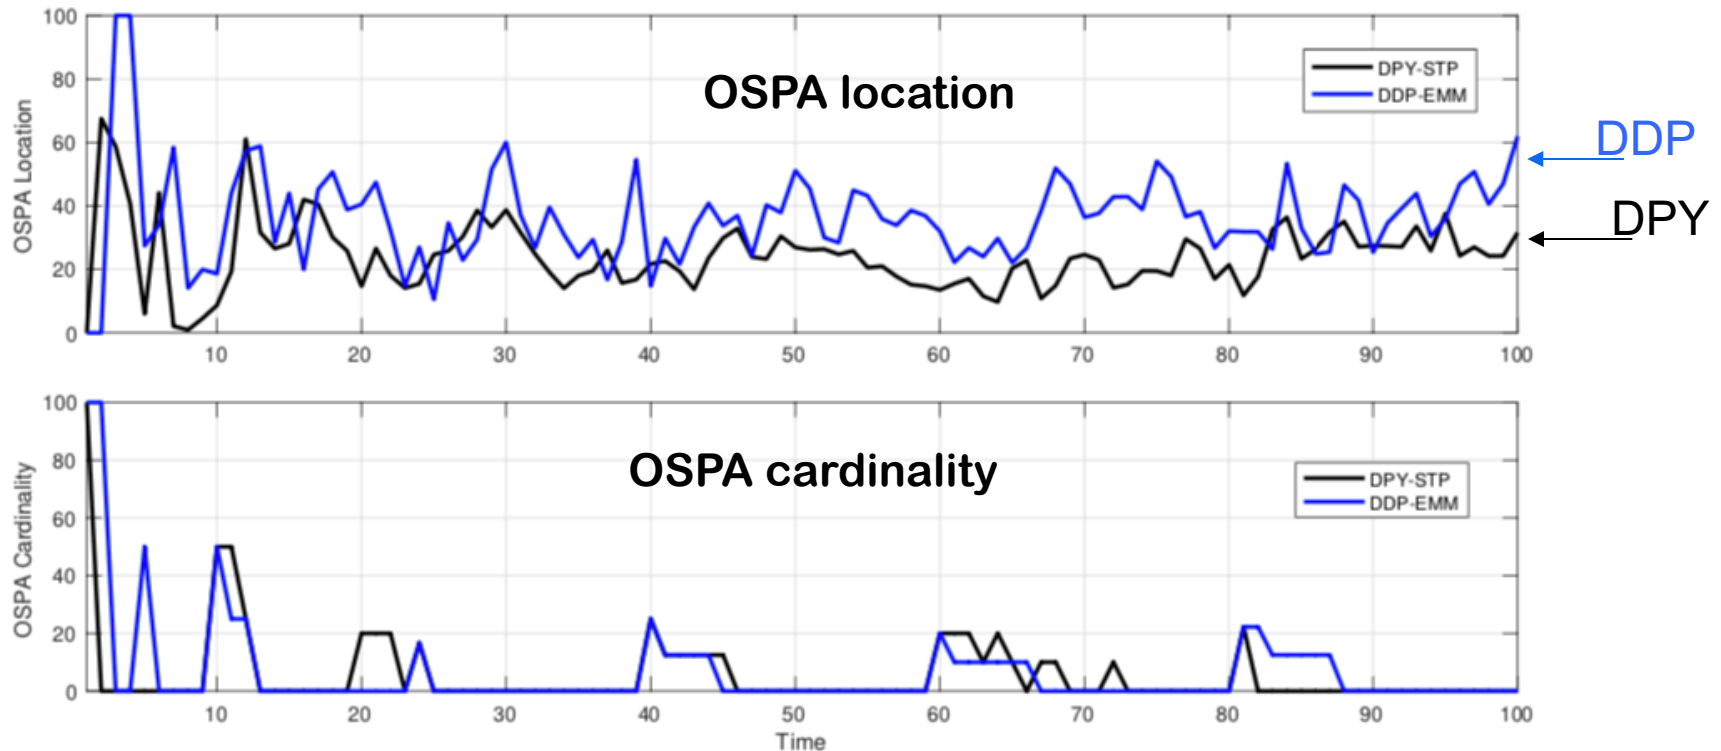 100
80
60
40
20
0
OSPA Location
OSPA location
DPY-STP
DDP-EMM
DDP
DPY
10
20
30
40
50
60
70
80
90
100
100
80
60
40
20
0
OSPA Cardinality
OSPA cardinality
DPY-STP
DDP-EMM
10
20
30
40
50
60
70
80
90
100
Time